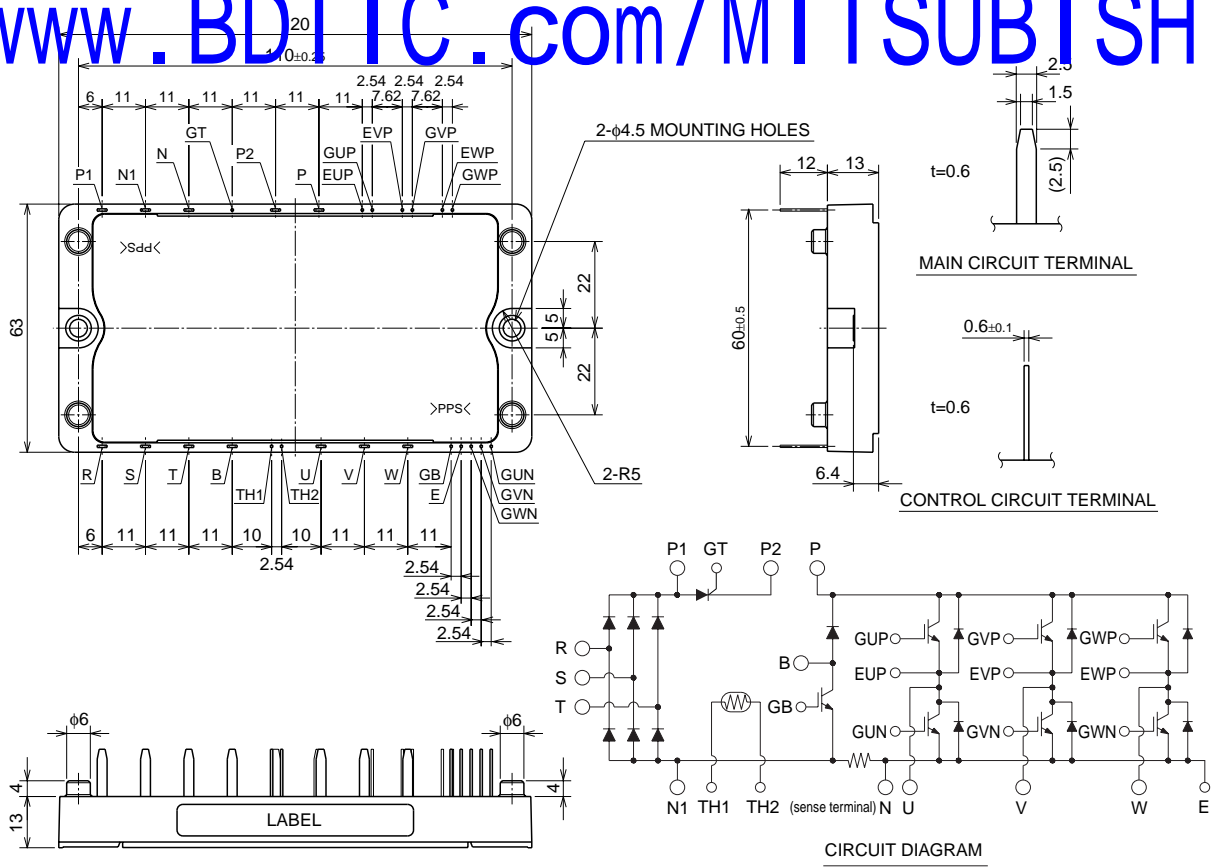 www.BDTIC.com/MITSUBISH
20
110±0.25
6 11 11 11 11 11 11 2.54 7.62 2.54 7.62 2.54
P1 N1 N GT P2 P GUP EUP EVP GVP EWP GWP
2-ϕ4.5 MOUNTING HOLES
>PPS<
>PPS<
63
22
5
5
22
R S T B TH1 TH2 U V W GB E GUN GVN GWN
2-R5
6 11 11 11 10 2.54 10 11 11 11
2.54
2.54
2.54
2.54
12 13
60±0.5
6.4
2.5
1.5
t=0.6
(2.5)
MAIN CIRCUIT TERMINAL
0.6±0.1
t=0.6
CONTROL CIRCUIT TERMINAL
ϕ6 ϕ6
4 4
13
LABEL
P1 GT P2 P
GUP GVP GWP
R B EUP EVP EWP
S
T GB GUN GVN GWN
N1 TH1 TH2 (sense terminal) N U V W E
CIRCUIT DIAGRAM